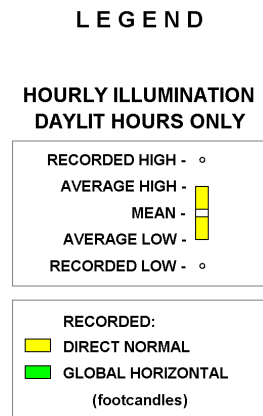 LEGEND
HOURLY ILLUMINATION
DAYLIT HOURS ONLY
RECORDED HIGH -
AVERAGE HIGH -
MEAN -
AVERAGE LOW -
RECORDED LOW -
RECORDED:
DIRECT NORMAL
GLOBAL HORIZONTAL
(footcandles)